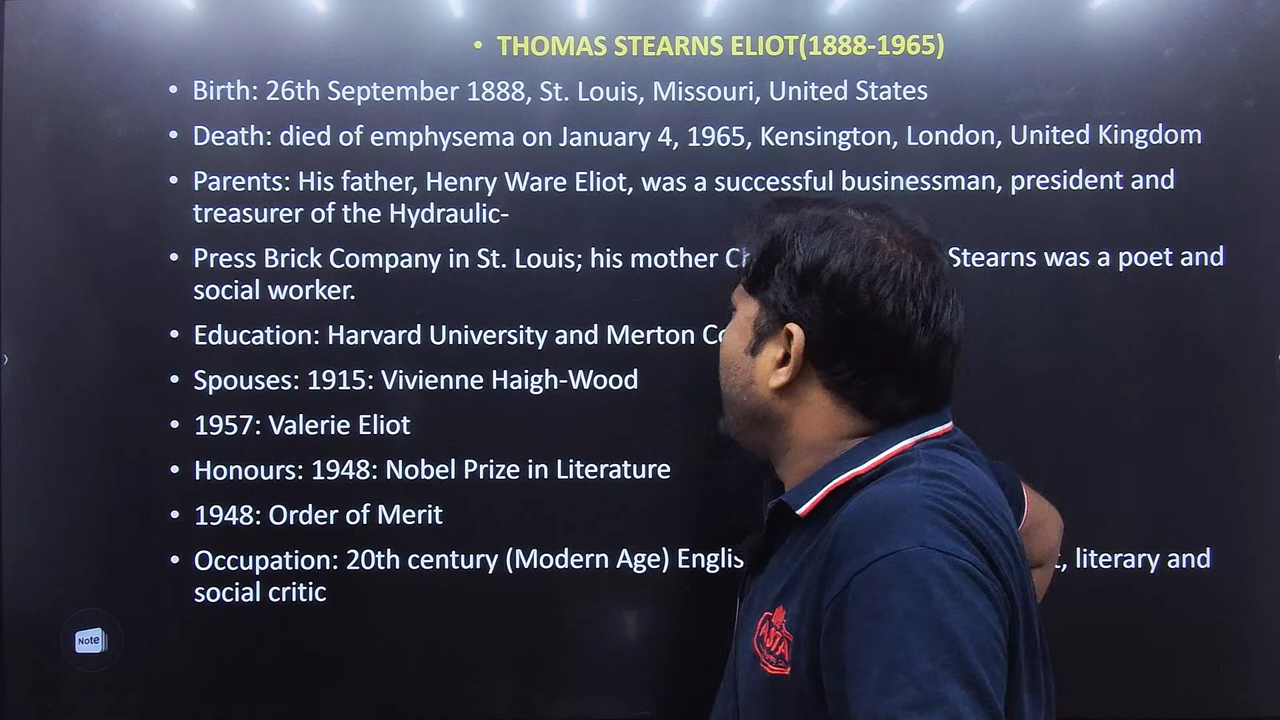 • THOMAS STEARNS ELIOT(1888-1965)
• Birth: 26th September 1888, St. Louis, Missouri, United States
• Death: died of emphysema on January 4, 1965, Kensington, London, United Kingdom
• Parents: His father, Henry Ware Eliot, was a successful businessman, president and
treasurer of the Hydraulic-
• Press Brick Company in St. Louis; his mother Stearns was a poet and
social worker.
• Education: Harvard University and Merton
• Spouses: 1915: Vivienne Haigh-Wood
• 1957: Valerie Eliot
• Honours: 1948: Nobel Prize in Literature
• 1948: Order of Merit
• Occupation: 20th century (Modern Age) literary and
social critic
Note